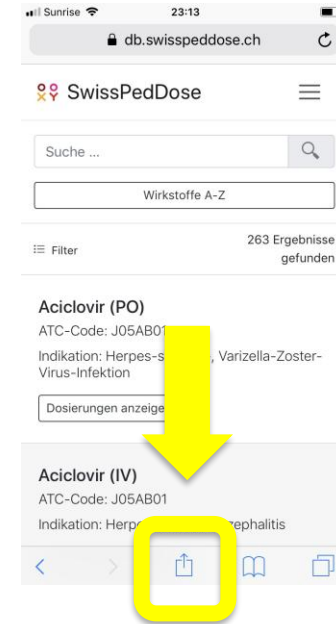 Sunrise 23:13
db.swisspeddose.ch
SwissPedDose
Suche ...
Wirkstoffe A-Z
Filter
263 Ergebnisse
gefunden
Aciclovir (PO)
ATC-Code: J05AB01
Indikation: Herpes-s , Varizella-Zoster-
Virus-Infektion
Dosierungen anzeige
Aciclovir (IV)
ATC-Code: J05AB01
Indikation: Herp zephalitis